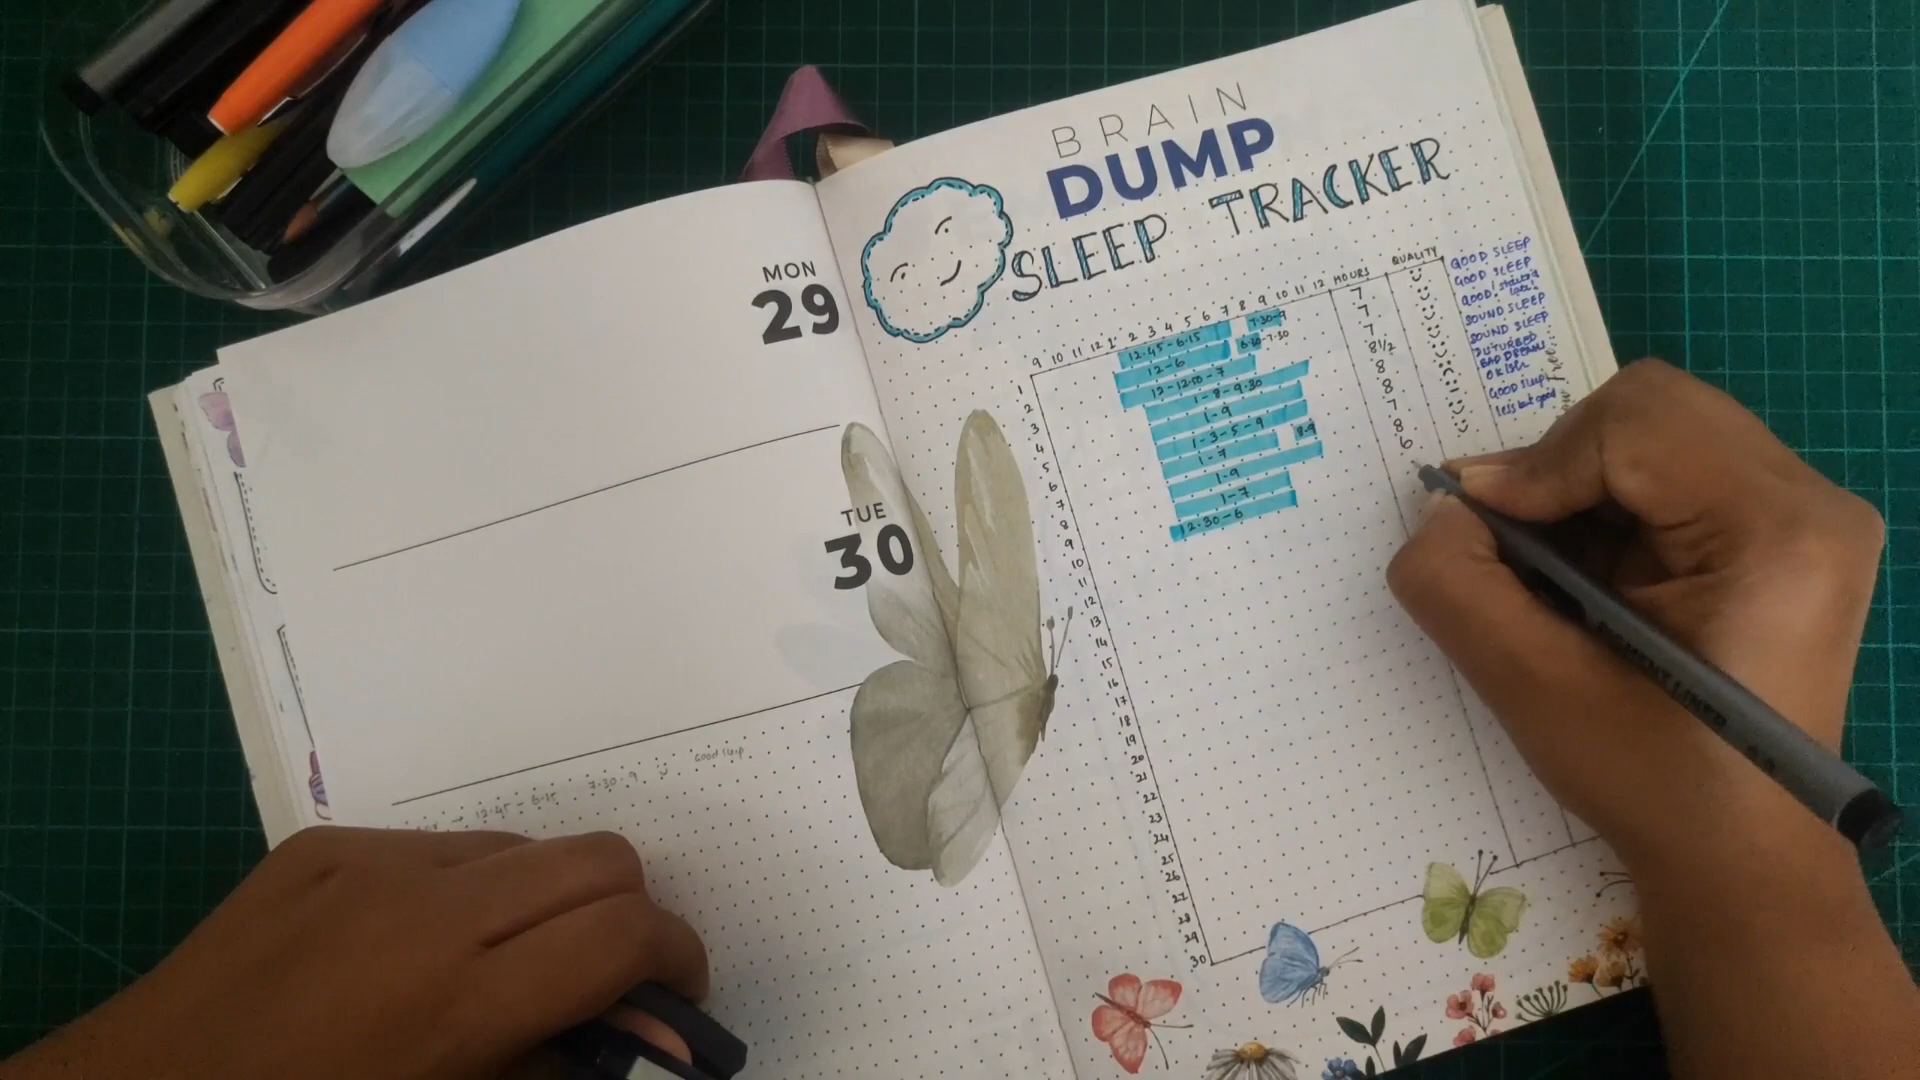 MON
29
TUE
30
Good sleep
12.45 - 6.15 7.30 - 9
BRAIN
DUMP
SLEEP TRACKER
9 10 11 12 1 2 3 4 5 6 7 8 9 10 11 12 HOURS QUALITY
12.45-6.15 7.30-9
12-6 6.30-7.30
12-12.50-7
1-8-9.30
1-9
1-3-5-9 8-9
1-7
1-9
1-7
12.30-6
7
7
7
8 1/2
8
8
7
8
6
GOOD SLEEP
GOOD SLEEP
GOOD!
SOUND SLEEP
SOUND SLEEP
DISTURBED
BAD DREAMS
OKISH
GOOD SLEEP
less but good
1
2
3
4
5
6
7
8
9
10
11
12
13
14
15
16
17
18
19
20
21
22
23
24
25
26
27
28
29
30
PIGMENT LINER